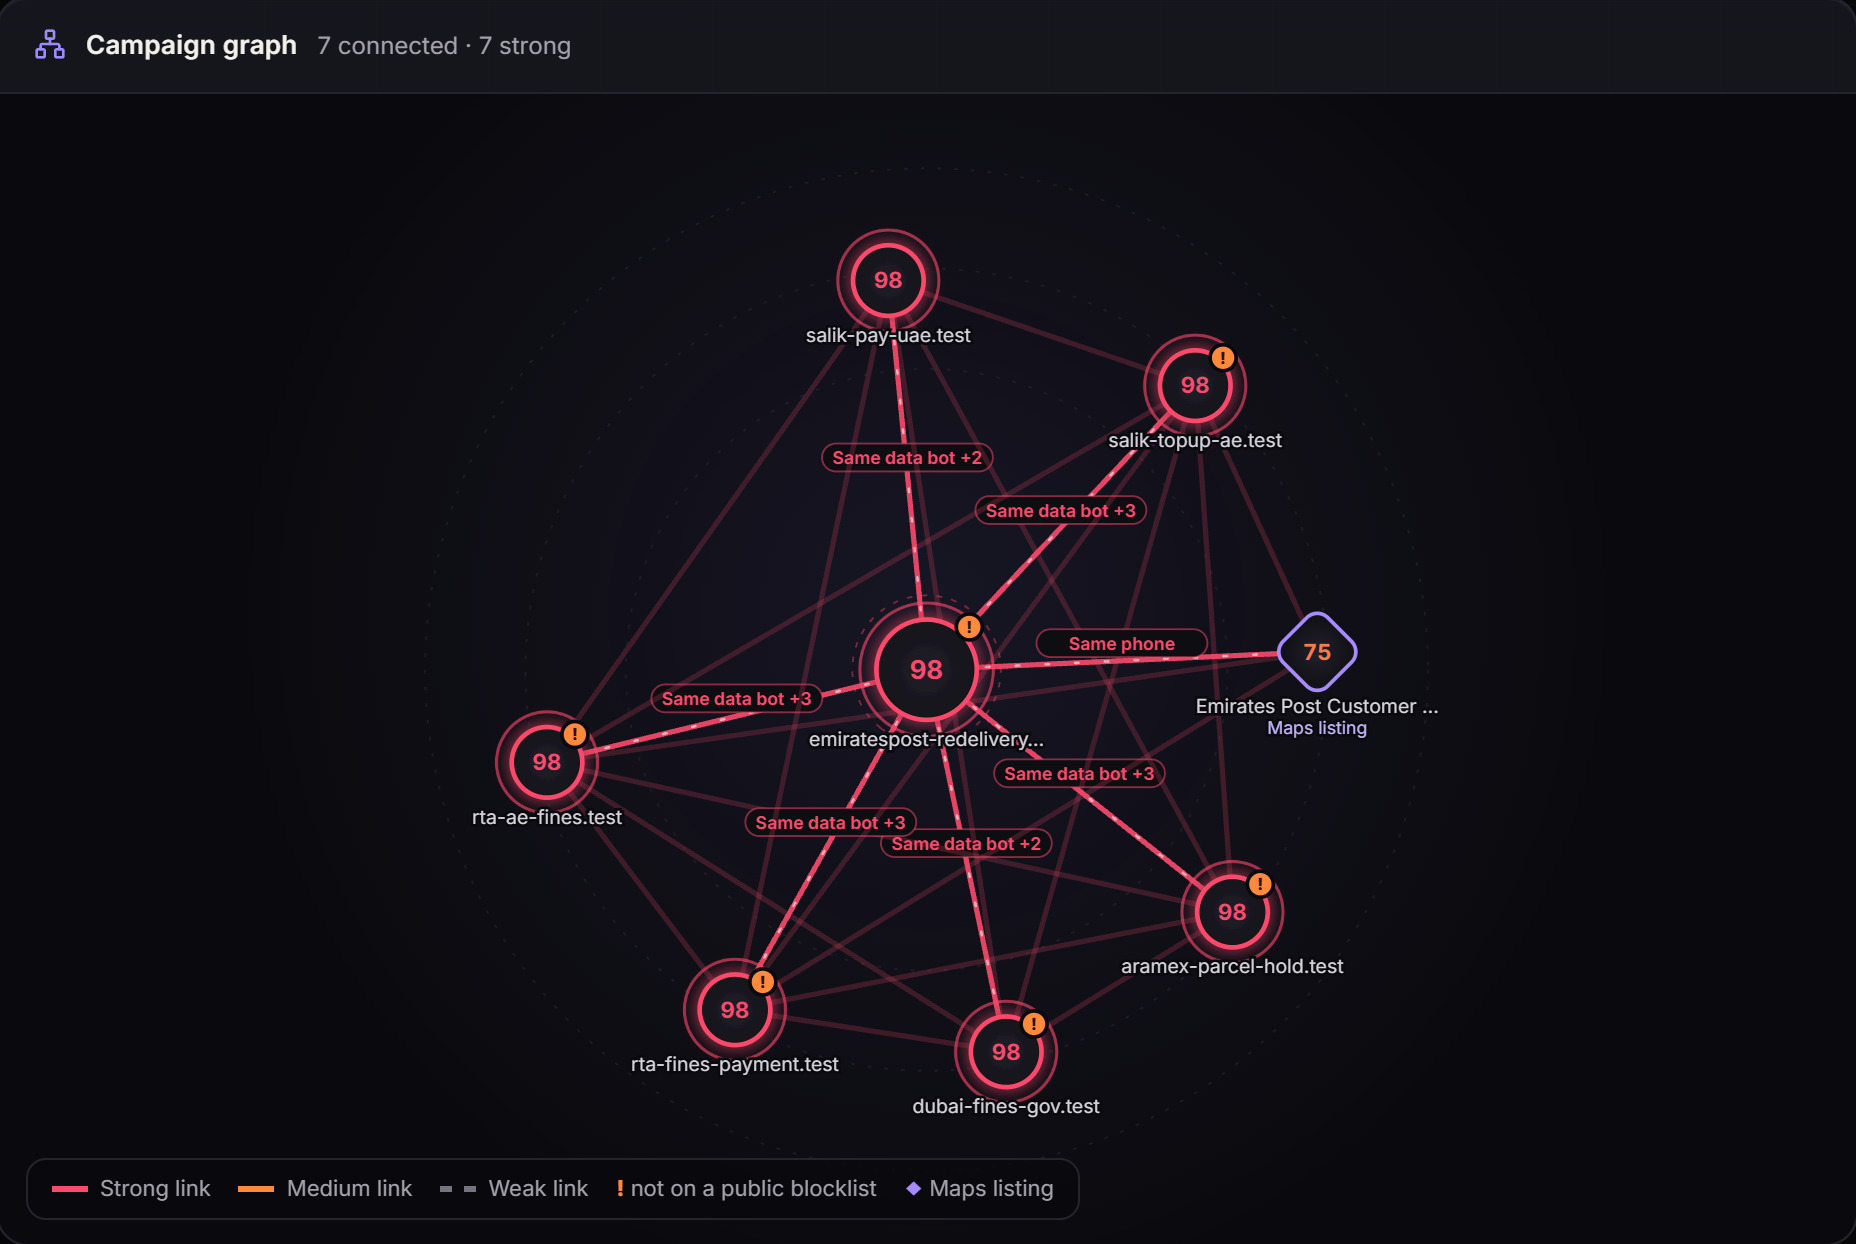 Campaign graph 7 connected · 7 strong
98
salik-pay-uae.test
!
98
salik-topup-ae.test
Same data bot +2
Same data bot +3
!
98
emiratespost-redelivery...
Same phone
75
Emirates Post Customer ...
Maps listing
Same data bot +3
!
98
rta-ae-fines.test
Same data bot +3
Same data bot +3
Same data bot +2
!
98
aramex-parcel-hold.test
!
98
rta-fines-payment.test
!
98
dubai-fines-gov.test
Strong link Medium link Weak link ! not on a public blocklist Maps listing